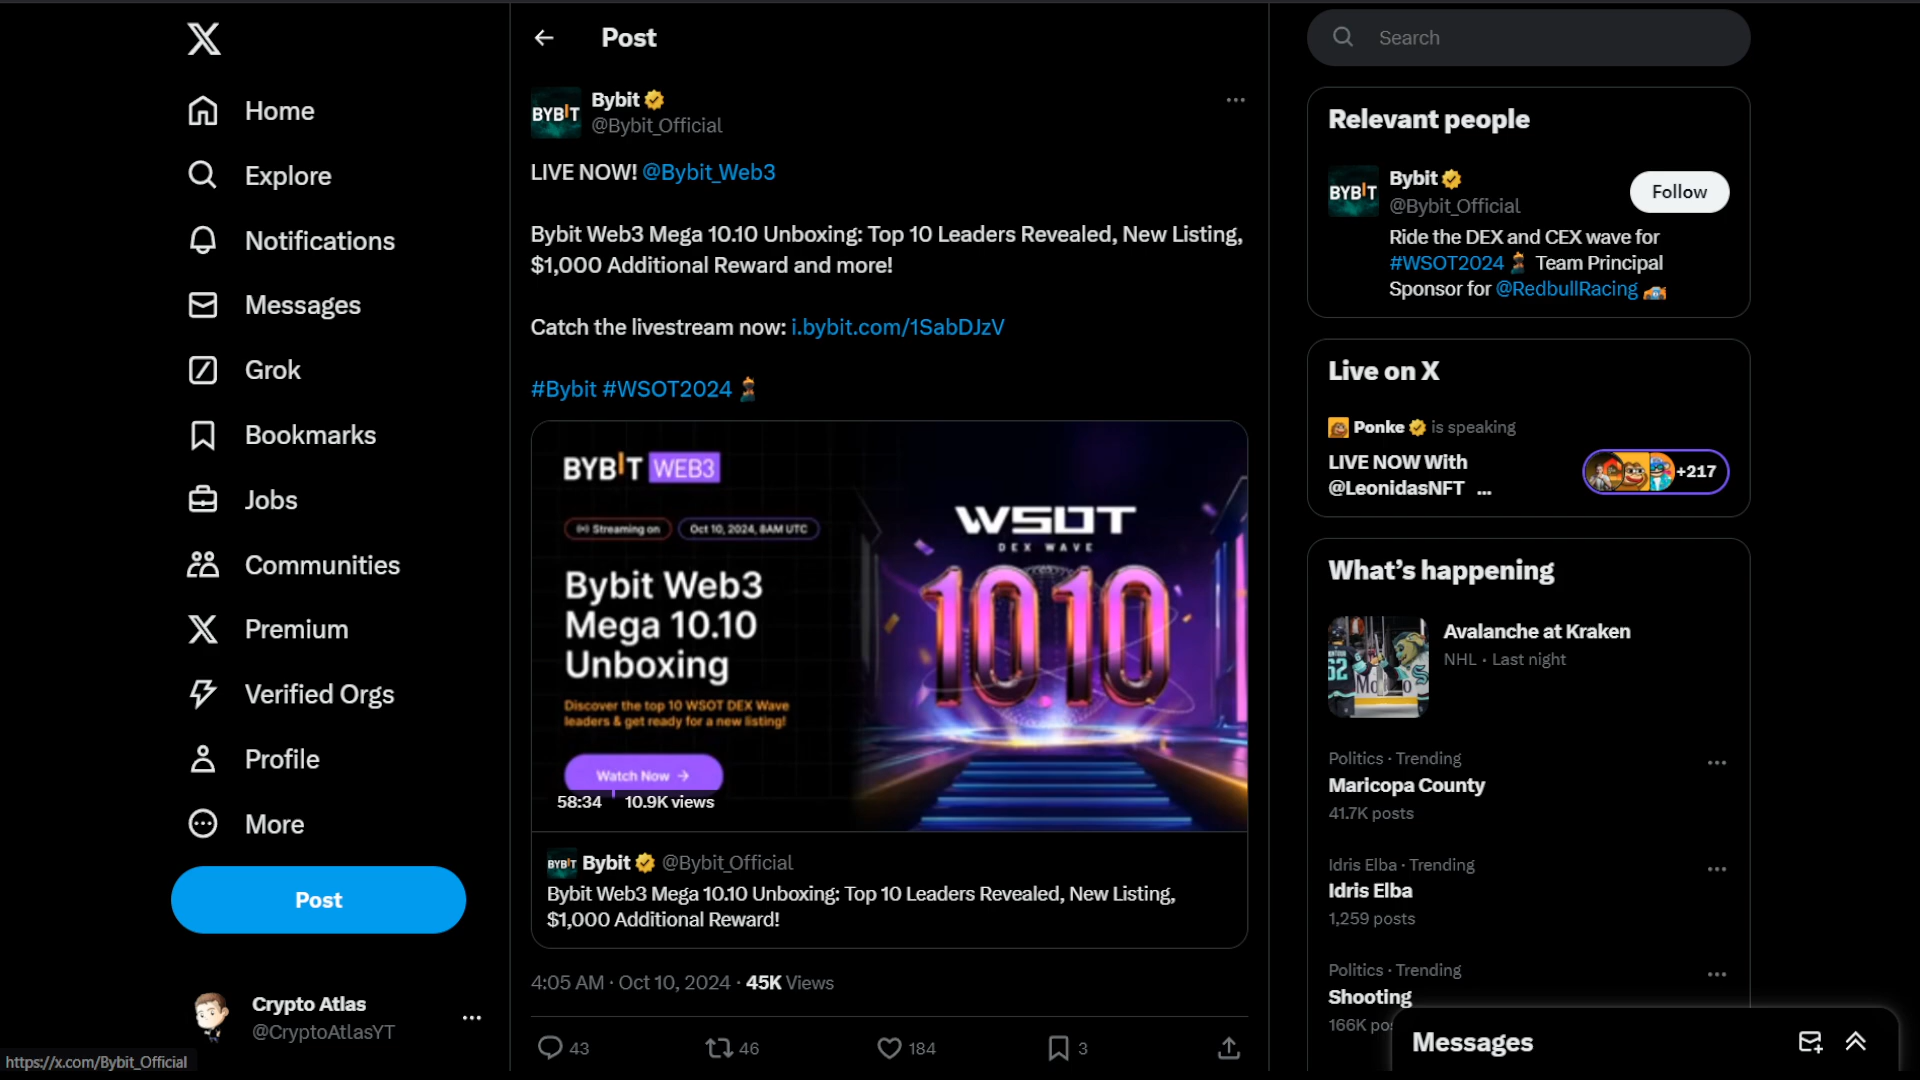 Home
Explore
Notifications
Messages
Grok
Bookmarks
Jobs
Communities
Premium
Verified Orgs
Profile
More
Post
Crypto Atlas
@CryptoAtlasYT
https://x.com/Bybit_Official
Post
BYBIT
Bybit
@Bybit_Official
LIVE NOW! @Bybit_Web3
Bybit Web3 Mega 10.10 Unboxing: Top 10 Leaders Revealed, New Listing,
$1,000 Additional Reward and more!
Catch the livestream now: i.bybit.com/1SabDJzV
#Bybit #WSOT2024
BYBIT WEB3
Streaming on Oct 10, 2024, 8AM UTC
Bybit Web3
Mega 10.10
Unboxing
Discover the top 10 WSOT DEX Wave
leaders & get ready for a new listing!
Watch Now →
58:34 10.9K views
WSOT
DEX WAVE
1010
BYBIT Bybit @Bybit_Official
Bybit Web3 Mega 10.10 Unboxing: Top 10 Leaders Revealed, New Listing,
$1,000 Additional Reward!
4:05 AM · Oct 10, 2024 · 45K Views
43 46 184 3
Search
Relevant people
BYBIT
Bybit
@Bybit_Official
Follow
Ride the DEX and CEX wave for
#WSOT2024 Team Principal
Sponsor for @RedbullRacing
Live on X
Ponke is speaking
LIVE NOW With
@LeonidasNFT ...
+217
What's happening
Avalanche at Kraken
NHL · Last night
Politics · Trending
Maricopa County
41.7K posts
Idris Elba · Trending
Idris Elba
1,259 posts
Politics · Trending
Shooting
166K po
Messages